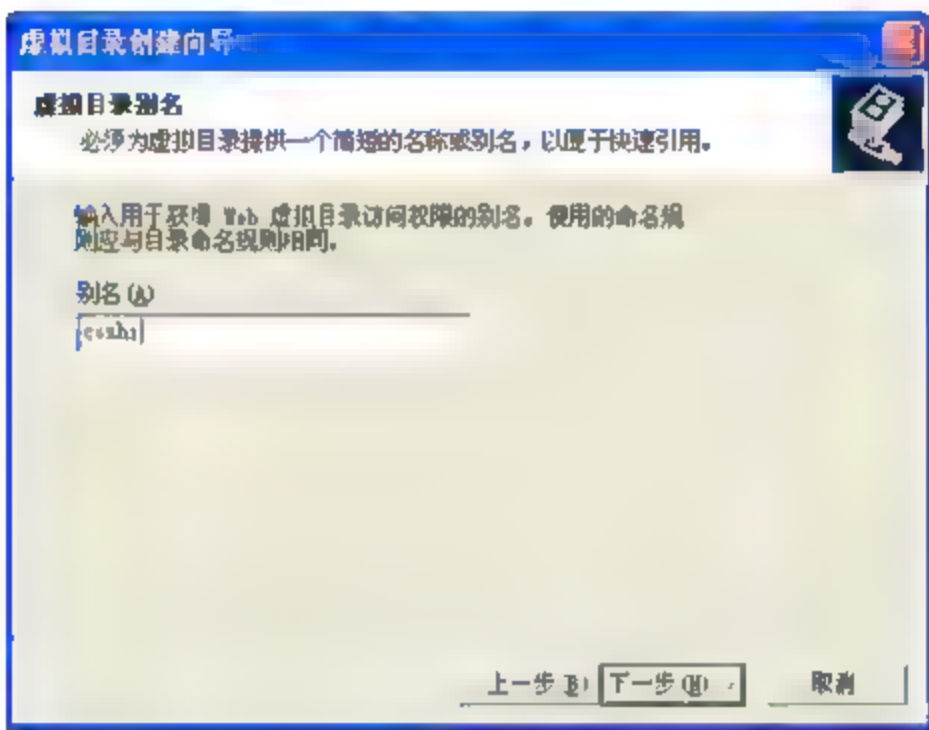 虚拟目录创建向导
虚拟目录别名
必须为虚拟目录提供一个简短的名称或别名，以便于快速引用。
输入用于获得 Web 虚拟目录访问权限的别名。使用的命名规
则应与目录命名规则相同。
别名(A)
上一步(B)
下一步(N)
取消